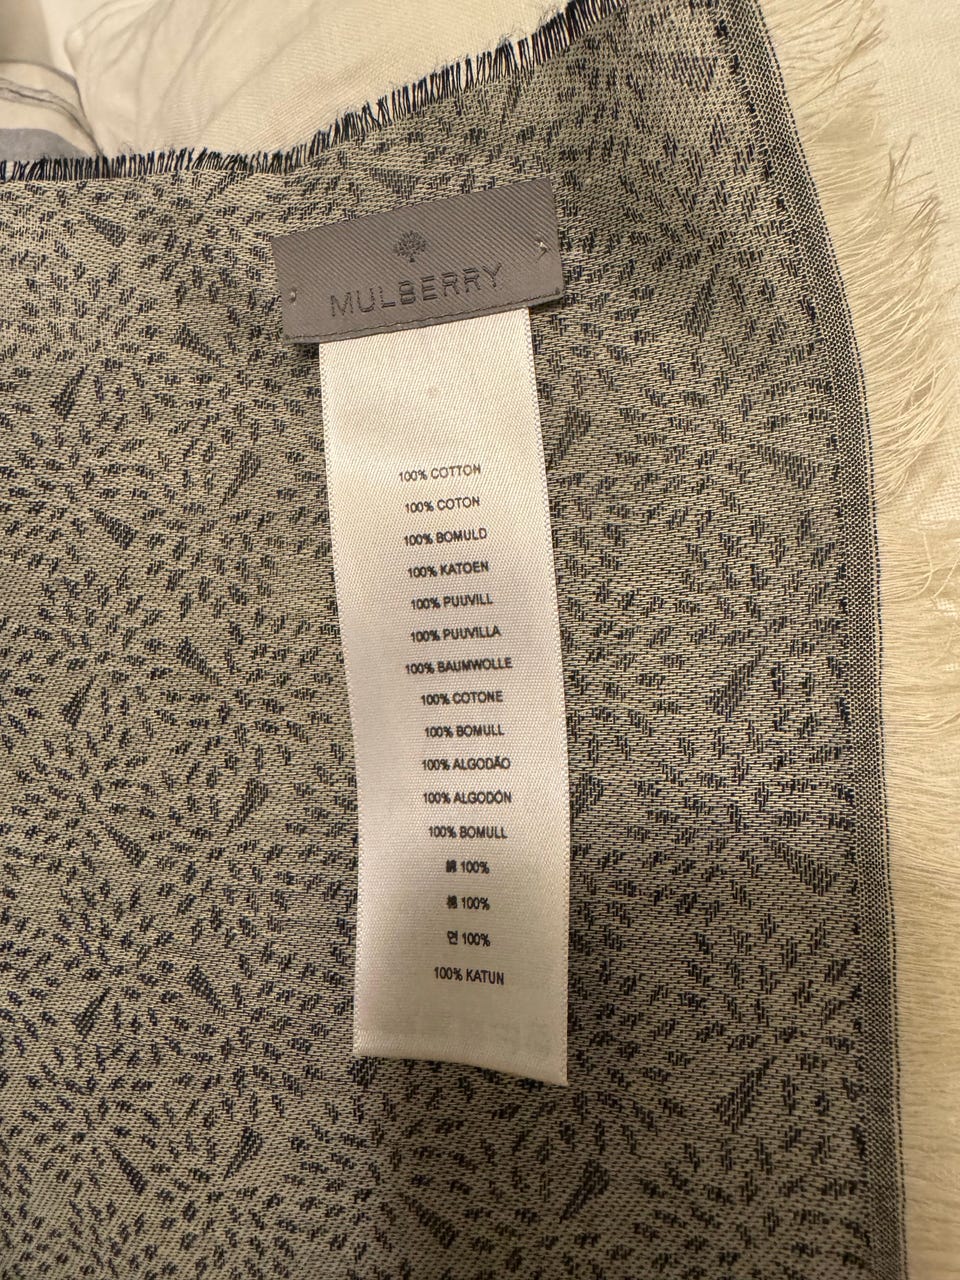 MULBERRY
100% COTTON
100% COTON
100% BOMULD
100% KATOEN
100% PUUVILL
100% PUUVILLA
100% BAUMWOLLE
100% COTONE
100% BOMULL
100% ALGODÃO
100% ALGODÓN
100% BOMULL
綿 100%
棉 100%
면 100%
100% KATUN